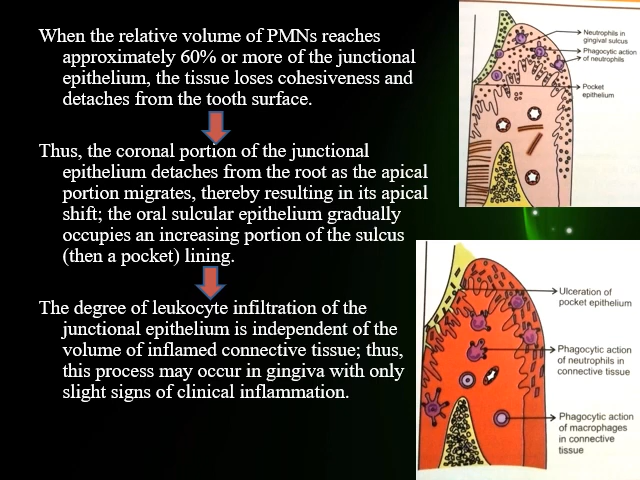 When the relative volume of PMNs reaches
approximately 60% or more of the junctional
epithelium, the tissue loses cohesiveness and
detaches from the tooth surface.
Thus, the coronal portion of the junctional
epithelium detaches from the root as the apical
portion migrates, thereby resulting in its apical
shift; the oral sulcular epithelium gradually
occupies an increasing portion of the sulcus
(then a pocket) lining.
The degree of leukocyte infiltration of the
junctional epithelium is independent of the
volume of inflamed connective tissue; thus,
this process may occur in gingiva with only
slight signs of clinical inflammation.
Neutrophils in
gingival sulcus
Phagocytic action
of neutrophils
Pocket
epithelium
Ulceration of
pocket epithelium
Phagocytic action
of neutrophils in
connective tissue
Phagocytic action
of macrophages
in connective
tissue